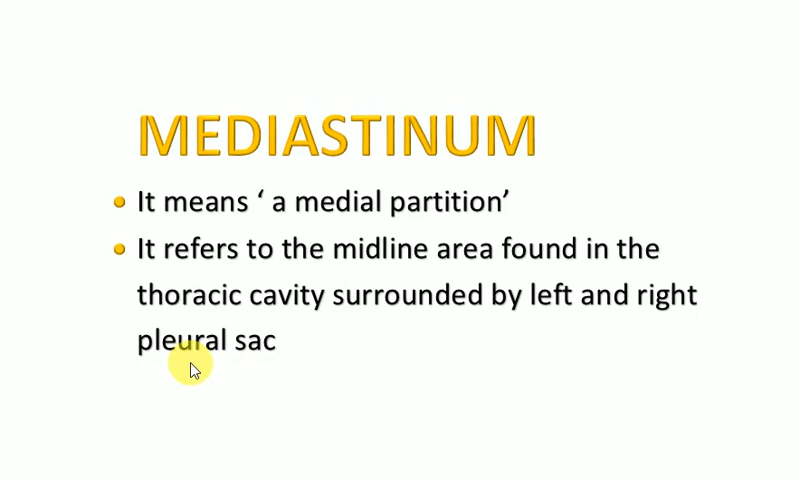 MEDIASTINUM
• It means ‘ a medial partition’
• It refers to the midline area found in the
thoracic cavity surrounded by left and right
pleural sac